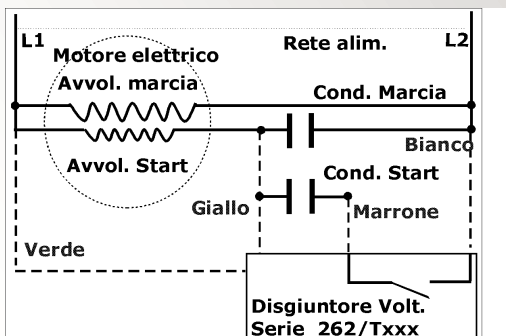 L1
Rete alim.
L2
Motore elettrico
Avvol. marcia
Cond. Marcia
Bianco
Avvol. Start
Cond. Start
Giallo
Marrone
Verde
Disgiuntore Volt.
Serie 262/Txxx